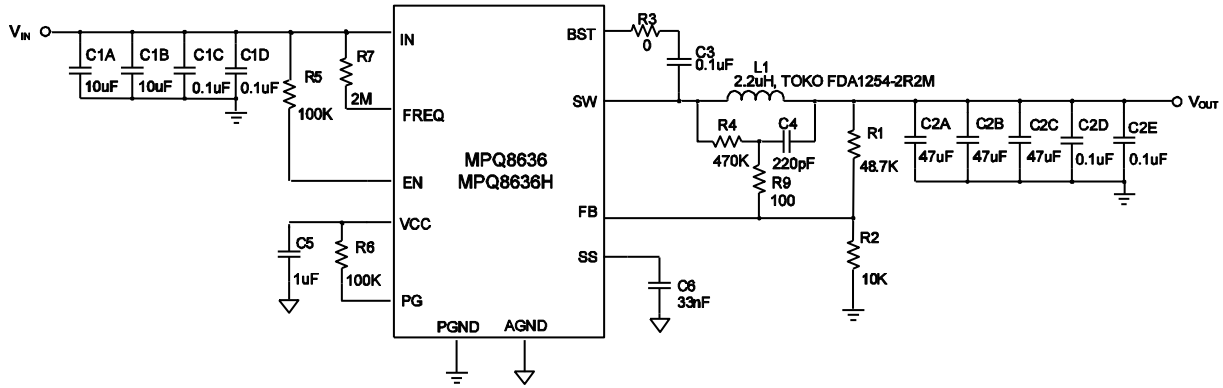 V_IN
C1A
10uF
C1B
10uF
C1C
0.1uF
C1D
0.1uF
R5
100K
R7
2M
IN
FREQ
EN
VCC
PG
C5
1uF
R6
100K
MPQ8636
MPQ8636H
PGND
AGND
BST
SW
FB
SS
R3
0
C3
0.1uF
L1
2.2uH, TOKO FDA1254-2R2M
R4
470K
C4
220pF
R9
100
R1
48.7K
R2
10K
C6
33nF
C2A
47uF
C2B
47uF
C2C
47uF
C2D
0.1uF
C2E
0.1uF
V_OUT